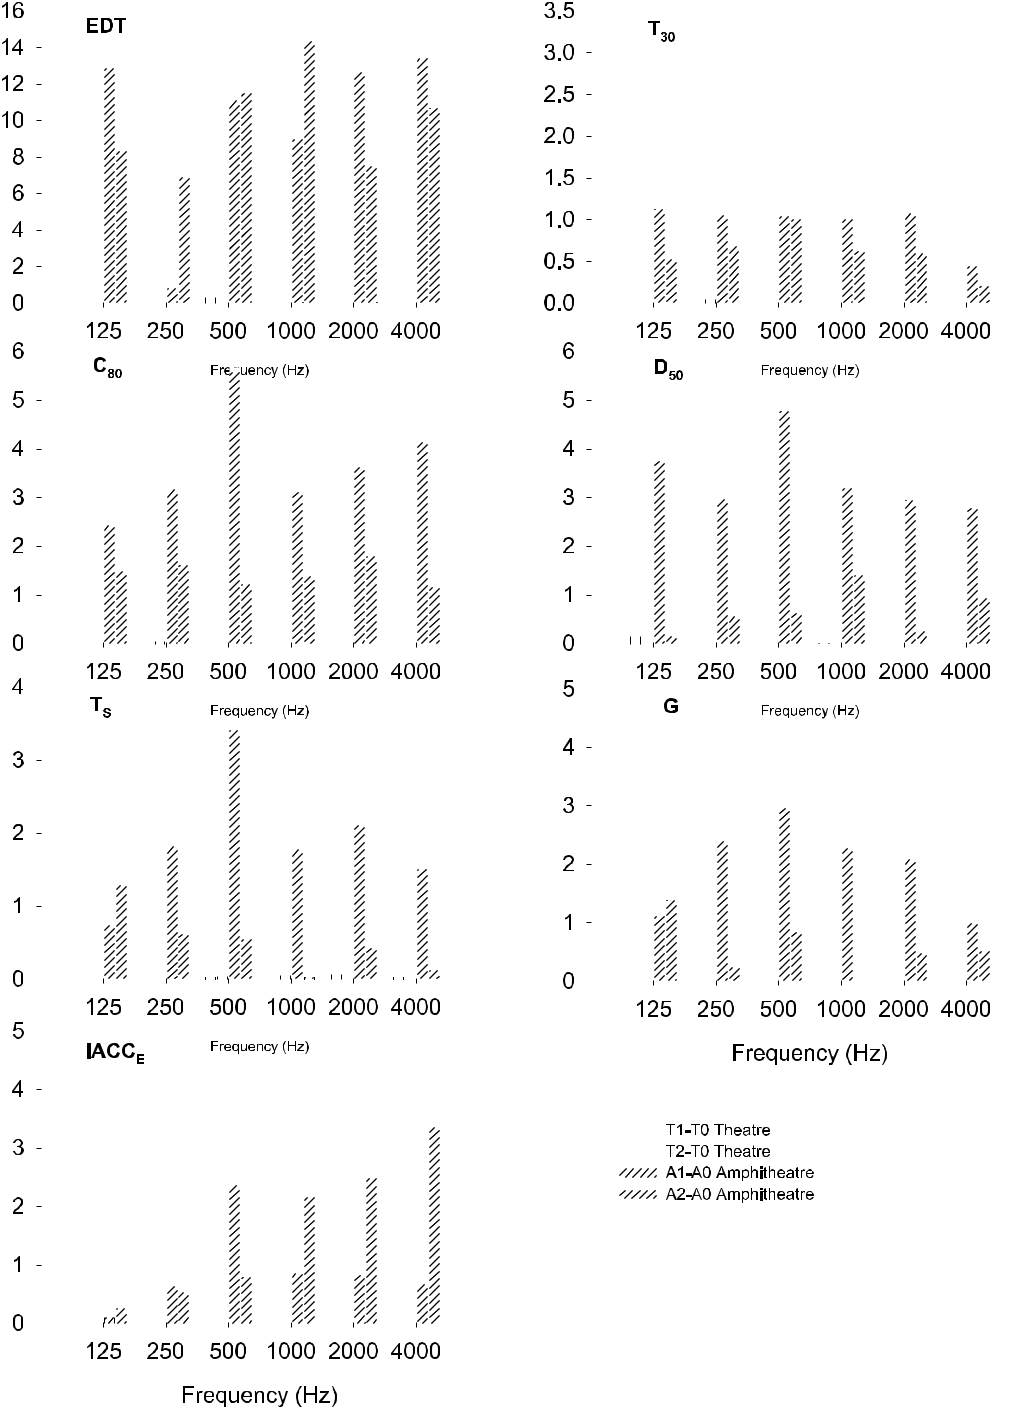 EDT
16
14
12
10
8
6
4
2
0
125 250 500 1000 2000 4000
Frequency (Hz)
T30
3.5
3.0
2.5
2.0
1.5
1.0
0.5
0.0
125 250 500 1000 2000 4000
Frequency (Hz)
C80
6
5
4
3
2
1
0
125 250 500 1000 2000 4000
Frequency (Hz)
D50
6
5
4
3
2
1
0
125 250 500 1000 2000 4000
Frequency (Hz)
TS
4
3
2
1
0
125 250 500 1000 2000 4000
Frequency (Hz)
G
5
4
3
2
1
0
125 250 500 1000 2000 4000
Frequency (Hz)
IACCE
5
4
3
2
1
0
125 250 500 1000 2000 4000
Frequency (Hz)
T1-T0 Theatre
T2-T0 Theatre
A1-A0 Amphitheatre
A2-A0 Amphitheatre